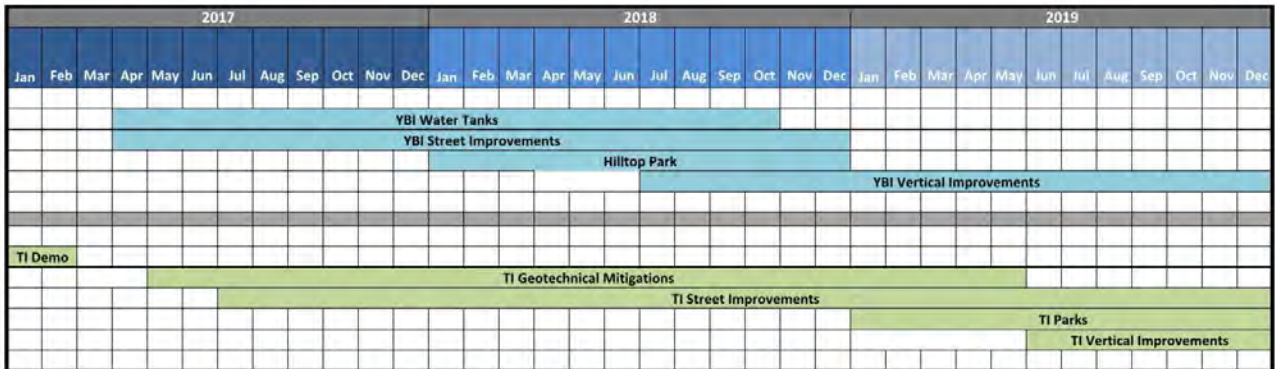 2017 2018 2019
Jan Feb Mar Apr May Jun Jul Aug Sep Oct Nov Dec Jan Feb Mar Apr May Jun Jul Aug Sep Oct Nov Dec Jan Feb Mar Apr May Jun Jul Aug Sep Oct Nov Dec
YBI Water Tanks
YBI Street Improvements
Hilltop Park
YBI Vertical Improvements
TI Demo
TI Geotechnical Mitigations
TI Street Improvements
TI Parks
TI Vertical Improvements